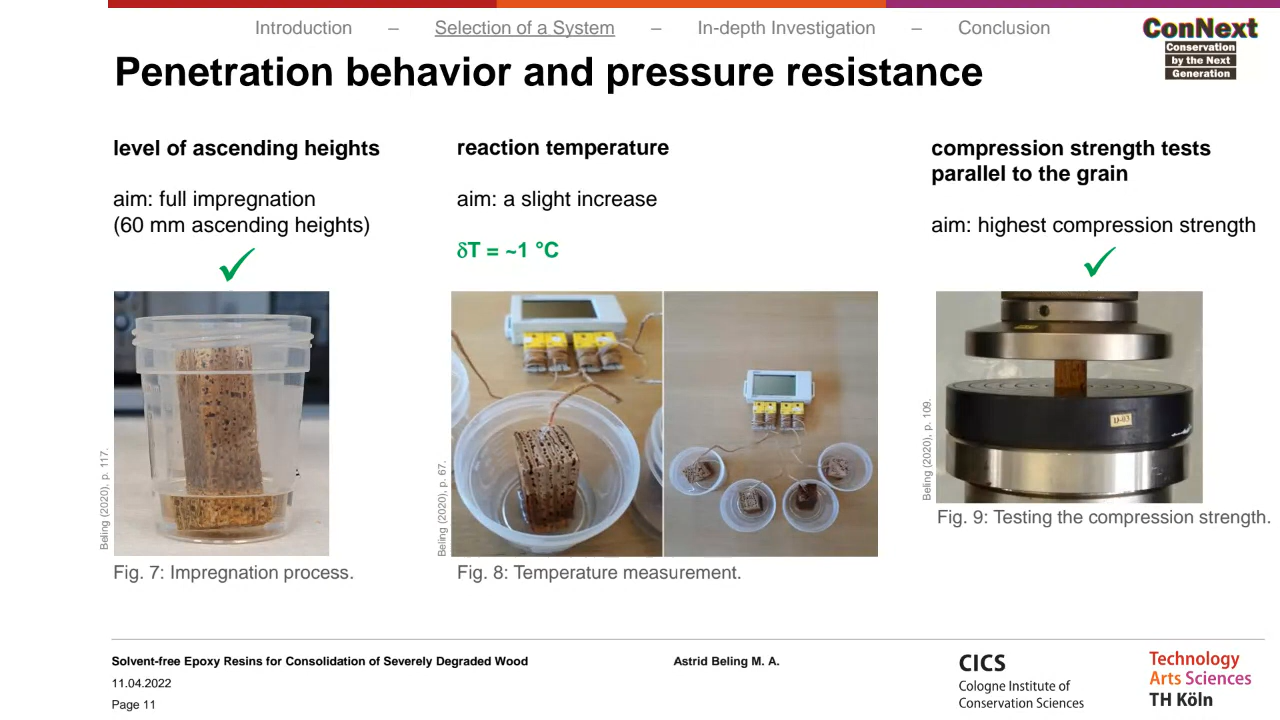 Introduction – Selection of a System – In-depth Investigation – Conclusion
ConNext
Conservation
by the Next
Generation
Penetration behavior and pressure resistance
level of ascending heights
aim: full impregnation
(60 mm ascending heights)
✓
Beling (2020), p. 117.
Fig. 7: Impregnation process.
reaction temperature
aim: a slight increase
δT = ~1 °C
Beling (2020), p. 67.
Fig. 8: Temperature measurement.
compression strength tests
parallel to the grain
aim: highest compression strength
✓
Beling (2020), p. 109.
Fig. 9: Testing the compression strength.
Solvent-free Epoxy Resins for Consolidation of Severely Degraded Wood
11.04.2022
Page 11
Astrid Beling M. A.
CICS
Cologne Institute of
Conservation Sciences
Technology
Arts Sciences
TH Köln